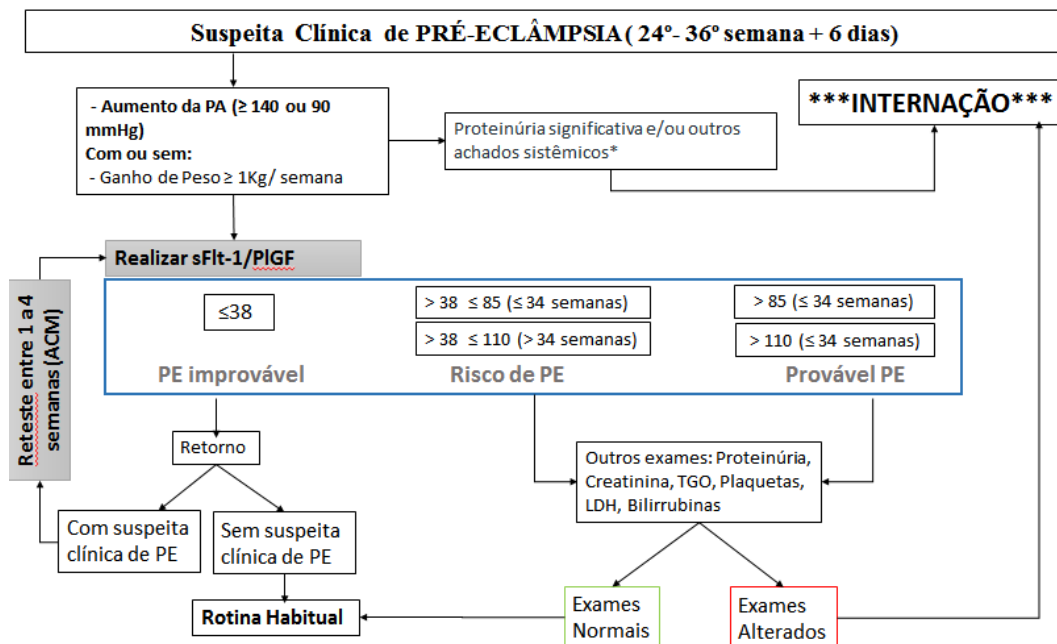 Suspeita Clínica de PRÉ-ECLÂMPSIA ( 24º- 36º semana + 6 dias)
- Aumento da PA (≥ 140 ou 90
mmHg)
Com ou sem:
- Ganho de Peso ≥ 1Kg/ semana
Proteinúria significativa e/ou outros
achados sistêmicos*
***INTERNAÇÃO***
Realizar sFlt-1/PlGF
≤38
PE improvável
> 38 ≤ 85 (≤ 34 semanas)
> 38 ≤ 110 (> 34 semanas)
Risco de PE
> 85 (≤ 34 semanas)
> 110 (≤ 34 semanas)
Provável PE
Reteste entre 1 a 4
semanas (ACM)
Retorno
Com suspeita
clínica de PE
Sem suspeita
clínica de PE
Outros exames: Proteinúria,
Creatinina, TGO, Plaquetas,
LDH, Bilirrubinas
Rotina Habitual
Exames
Normais
Exames
Alterados